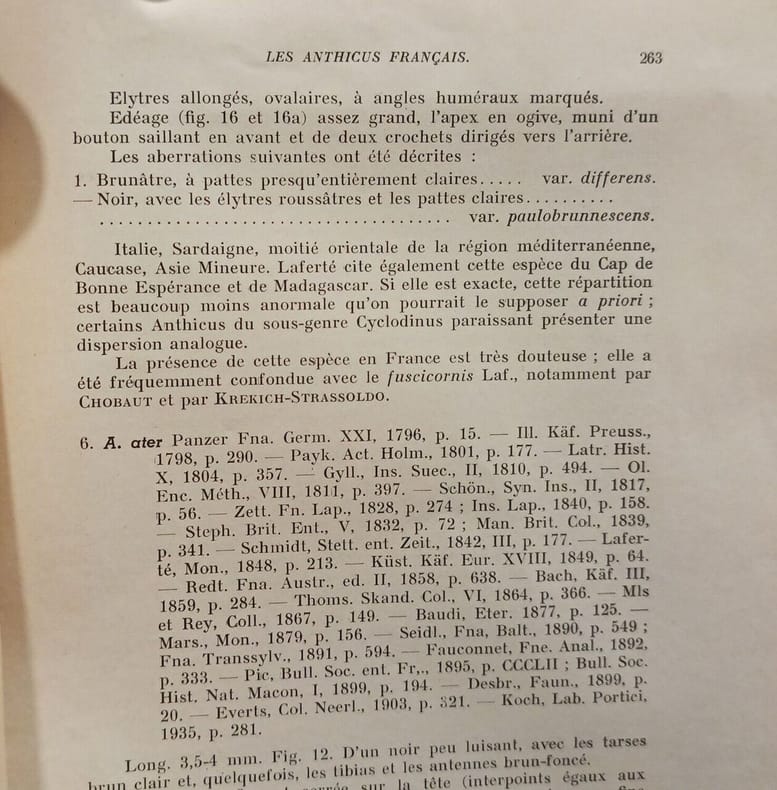 LES ANTHICUS FRANÇAIS. 263
Elytres allongés, ovalaires, à angles huméraux marqués.
Edéage (fig. 16 et 16a) assez grand, l'apex en ogive, muni d'un
bouton saillant en avant et de deux crochets dirigés vers l'arrière.
Les aberrations suivantes ont été décrites :
1. Brunâtre, à pattes presqu'entièrement claires..... var. differens.
— Noir, avec les élytres roussâtres et les pattes claires..........
.................................... var. paulobrunnescens.
Italie, Sardaigne, moitié orientale de la région méditerranéenne,
Caucase, Asie Mineure. Laferté cite également cette espèce du Cap de
Bonne Espérance et de Madagascar. Si elle est exacte, cette répartition
est beaucoup moins anormale qu'on pourrait le supposer a priori ;
certains Anthicus du sous-genre Cyclodinus paraissant présenter une
dispersion analogue.
La présence de cette espèce en France est très douteuse ; elle a
été fréquemment confondue avec le fuscicornis Laf., notamment par
CHOBAUT et par KREKICH-STRASSOLDO.
6. A. ater Panzer Fna. Germ. XXI, 1796, p. 15. — Ill. Käf. Preuss.,
1798, p. 290. — Payk. Act. Holm., 1801, p. 177. — Latr. Hist.
X, 1804, p. 357. — Gyll., Ins. Suec., II, 1810, p. 494. — Ol.
Enc. Méth., VIII, 1811, p. 397. — Schön., Syn. Ins., II, 1817,
p. 56. — Zett. Fn. Lap., 1828, p. 274 ; Ins. Lap., 1840, p. 158.
— Steph. Brit. Ent., V, 1832, p. 72 ; Man. Brit. Col., 1839,
p. 341. — Schmidt, Stett. ent. Zeit., 1842, III, p. 177. — Lafer-
té, Mon., 1848, p. 213. — Küst. Käf. Eur. XVIII, 1849, p. 64.
— Redt. Fna. Austr., ed. II, 1858, p. 638. — Bach, Käf. III,
1859, p. 284. — Thoms. Skand. Col., VI, 1864, p. 366. — Mls
et Rey, Coll., 1867, p. 149. — Baudi, Eter. 1877, p. 125. —
Mars., Mon., 1879, p. 156. — Seidl., Fna, Balt., 1890, p. 549 ;
Fna. Transsylv., 1891, p. 594. — Fauconnet, Fne. Anal., 1892,
p. 333. — Pic, Bull. Soc. ent. Fr,., 1895, p. CCCLII ; Bull. Soc.
Hist. Nat. Macon, I, 1899, p. 194. — Desbr., Faun., 1899, p.
20. — Everts, Col. Neerl., 1903, p. 321. — Koch, Lab. Portici,
1935, p. 281.
Long. 3,5-4 mm. Fig. 12. D'un noir peu luisant, avec les tarses
brun clair et, quelquefois, les tibias et les antennes brun-foncé.
sur la tête (interpoints égaux aux